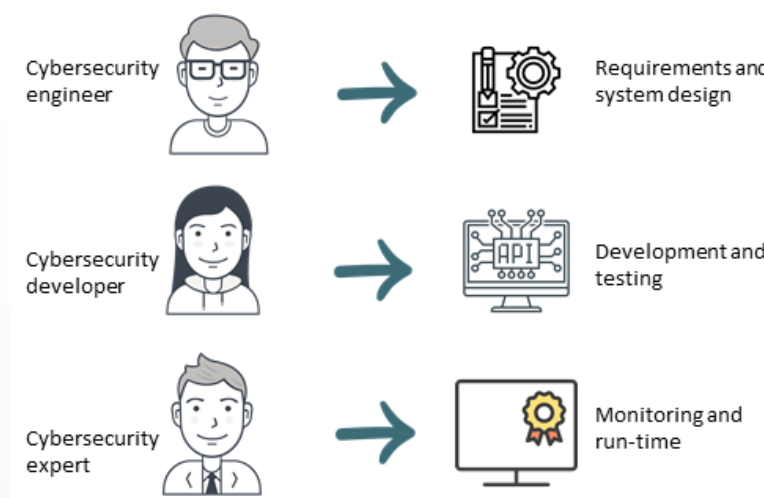 Cybersecurity
engineer
Requirements and
system design
Cybersecurity
developer
API
Development and
testing
Cybersecurity
expert
Monitoring and
run-time